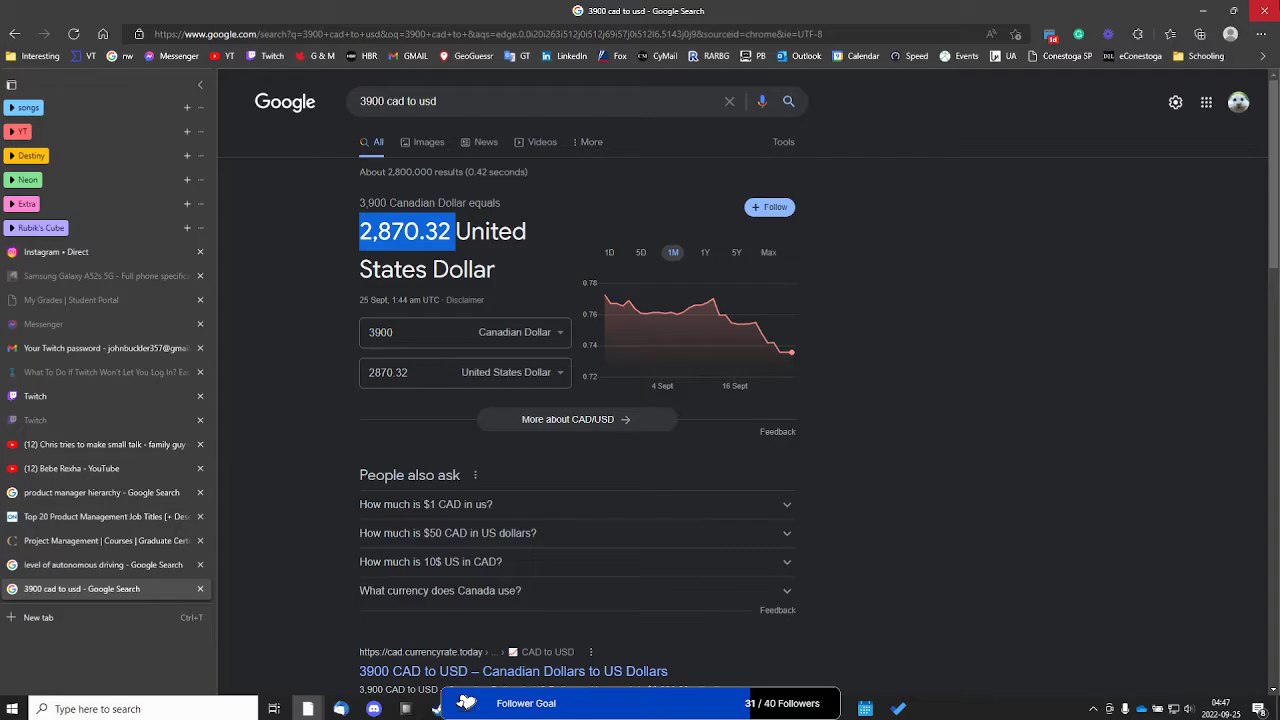 3900 cad to usd - Google Search
https://www.google.com/search?q=3900+cad+to+usd&oq=3900+cad+to+&aqs=edge.0.0i20i263i512j0i512j69i57j0i512l6.5143j0j9&sourceid=chrome&ie=UTF-8
Interesting VT nw Messenger YT Twitch G & M HBR GMAIL GeoGuessr GT LinkedIn Fox CyMail PB Outlook Calendar Speed Events UA Conestoga SP eConestoga Schooling
songs
YT
Destiny
Neon
Extra
Rubik's Cube
Instagram • Direct
Samsung Galaxy A52s 5G - Full phone specific
My Grades | Student Portal
Messenger
Your Twitch password - johnbuckler357@gmai
What To Do If Twitch Won't Let You Log In? Eas
Twitch
Twitch
(12) Chris tries to make small talk - family guy -
(12) Bebe Rexha - YouTube
product manager hierarchy - Google Search
Top 20 Product Management Job Titles [+ Des
Project Management | Courses | Graduate Certi
level of autonomous driving - Google Search
3900 cad to usd - Google Search
New tab Ctrl+T
Google
3900 cad to usd
All Images News Videos More Tools
About 2,800,000 results (0.42 seconds)
3,900 Canadian Dollar equals
2,870.32 United
States Dollar
25 Sept, 1:44 am UTC · Disclaimer
3900 Canadian Dollar
2870.32 United States Dollar
Follow
1D 5D 1M 1Y 5Y Max
0.78
0.76
0.74
0.72
4 Sept 16 Sept
More about CAD/USD
Feedback
People also ask
How much is $1 CAD in us?
How much is $50 CAD in US dollars?
How much is 10$ US in CAD?
What currency does Canada use?
Feedback
https://cad.currencyrate.today › ... › CAD to USD
3900 CAD to USD – Canadian Dollars to US Dollars
3,900 CAD to USD
Follower Goal 31 / 40 Followers
Type here to search
04:47
2022-09-25